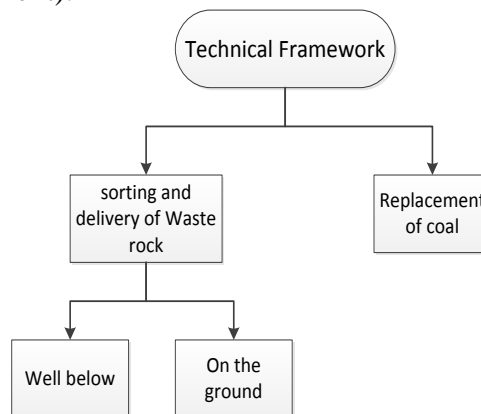 Technical Framework
sorting and
delivery of Waste
rock
Replacement
of coal
Well below
On the
ground